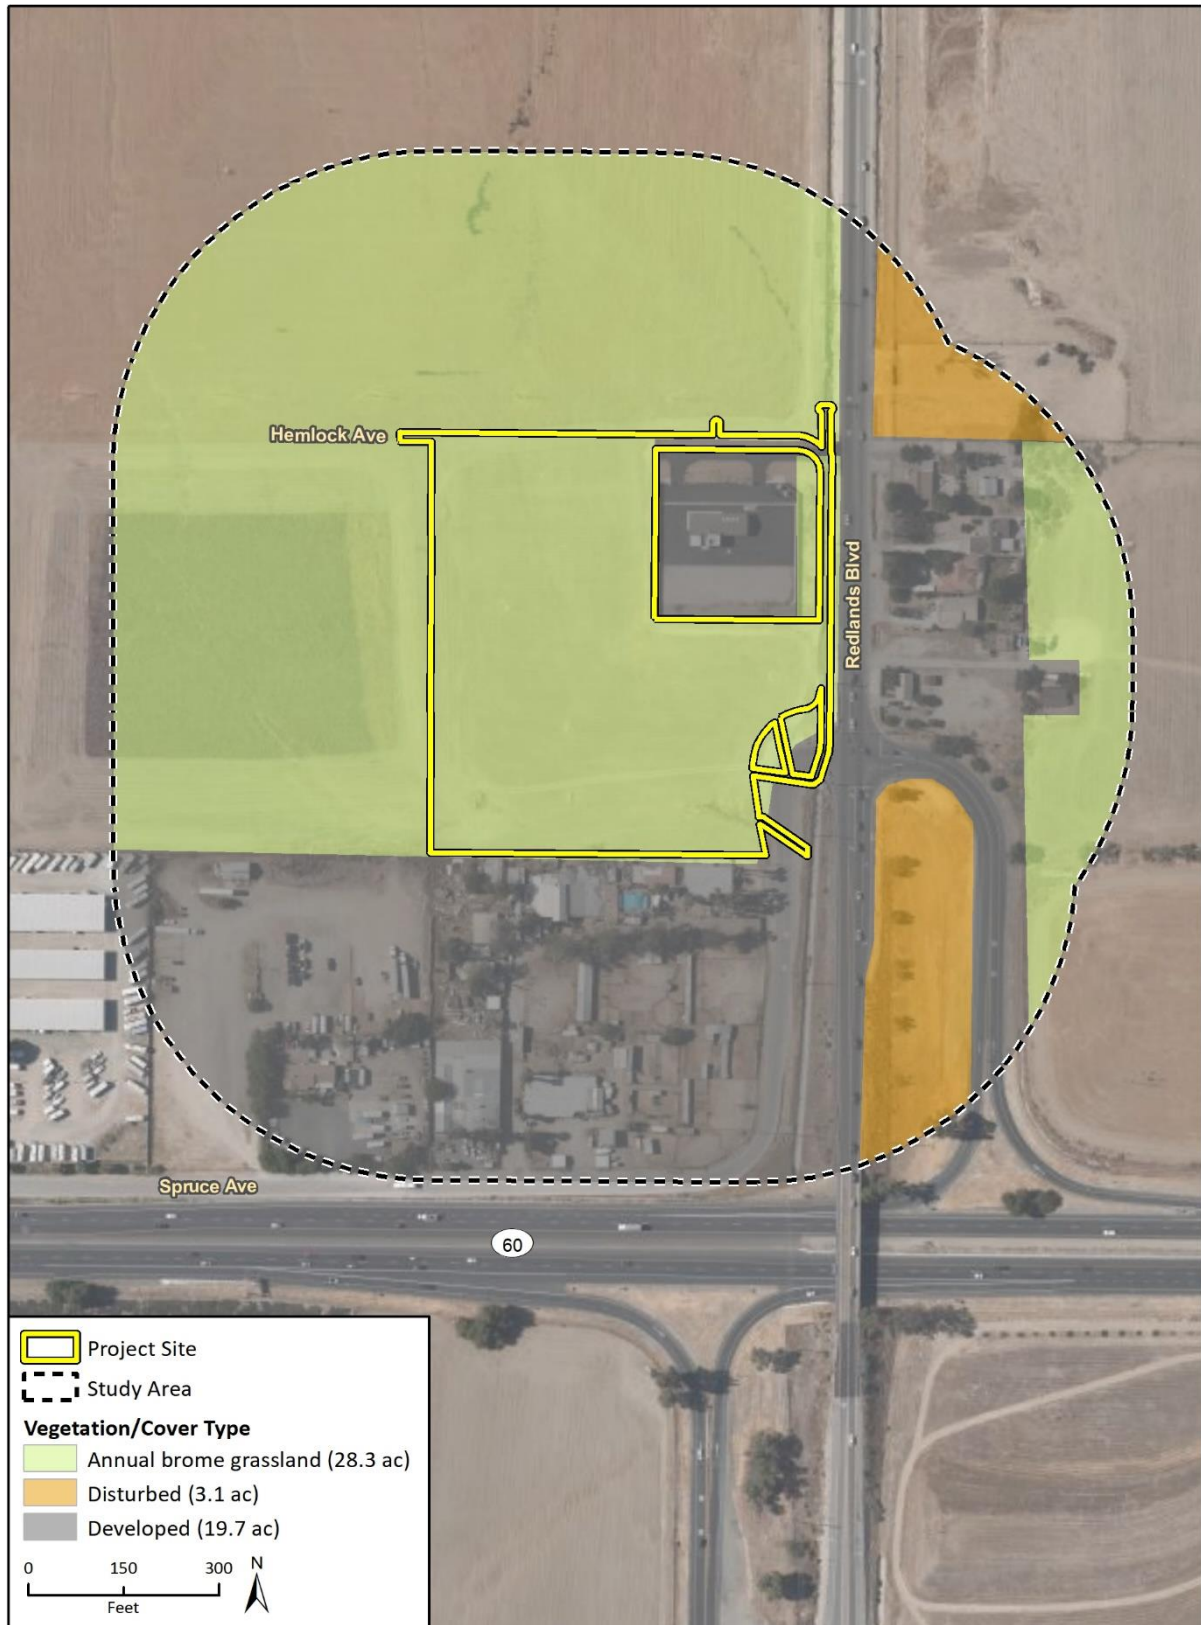 Hemlock Ave
Redlands Blvd
Spruce Ave
60
Project Site
Study Area
Vegetation/Cover Type
Annual brome grassland (28.3 ac)
Disturbed (3.1 ac)
Developed (19.7 ac)
0 150 300 N
Feet